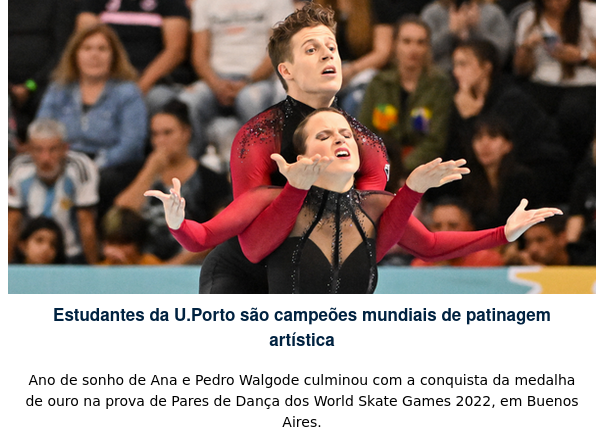 Estudantes da U.Porto são campeões mundiais de patinagem
artística
Ano de sonho de Ana e Pedro Walgode culminou com a conquista da medalha
de ouro na prova de Pares de Dança dos World Skate Games 2022, em Buenos
Aires.